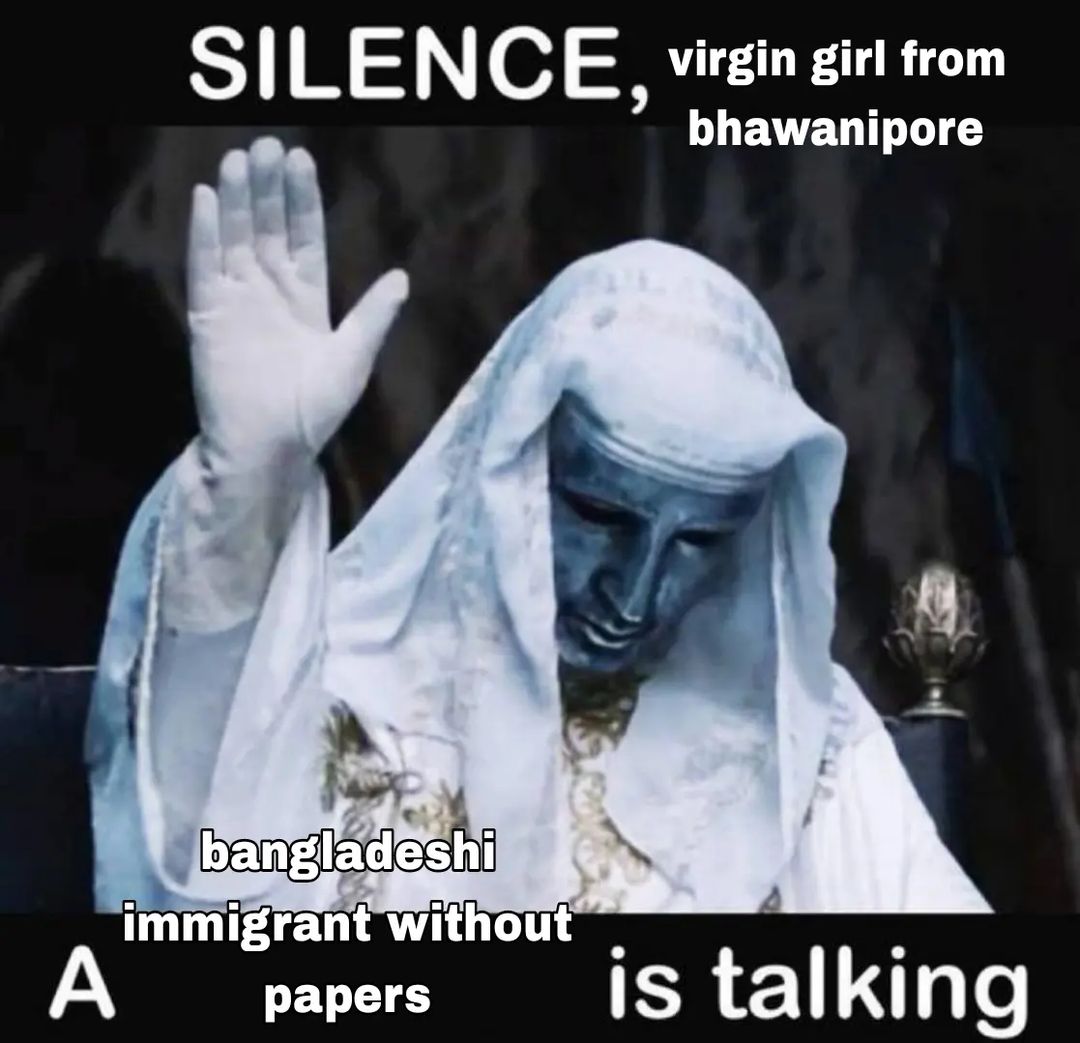 SILENCE, virgin girl from
bhawanipore
bangladeshi
immigrant without
A papers is talking